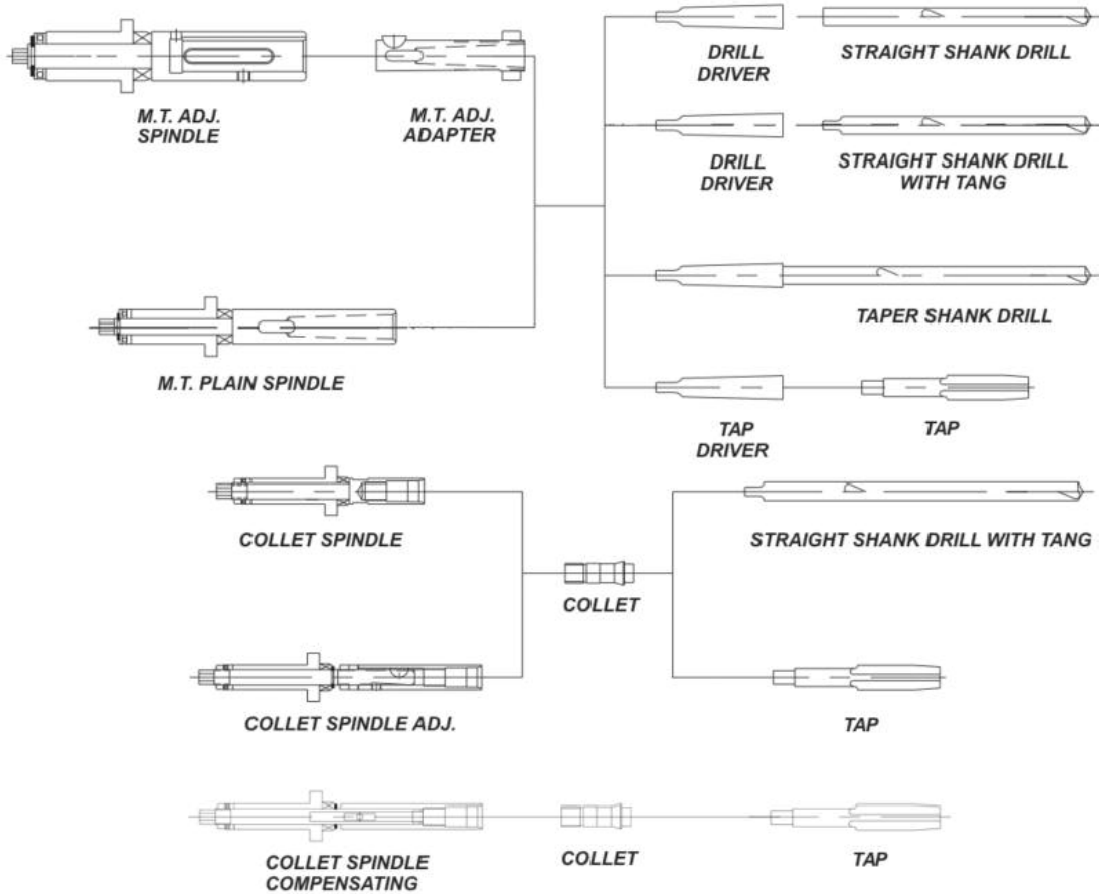 DRILL
DRIVER
STRAIGHT SHANK DRILL
M.T. ADJ.
SPINDLE
M.T. ADJ.
ADAPTER
DRILL
DRIVER
STRAIGHT SHANK DRILL
WITH TANG
TAPER SHANK DRILL
M.T. PLAIN SPINDLE
TAP
DRIVER
TAP
COLLET SPINDLE
STRAIGHT SHANK DRILL WITH TANG
COLLET
COLLET SPINDLE ADJ.
TAP
COLLET SPINDLE
COMPENSATING
COLLET
TAP